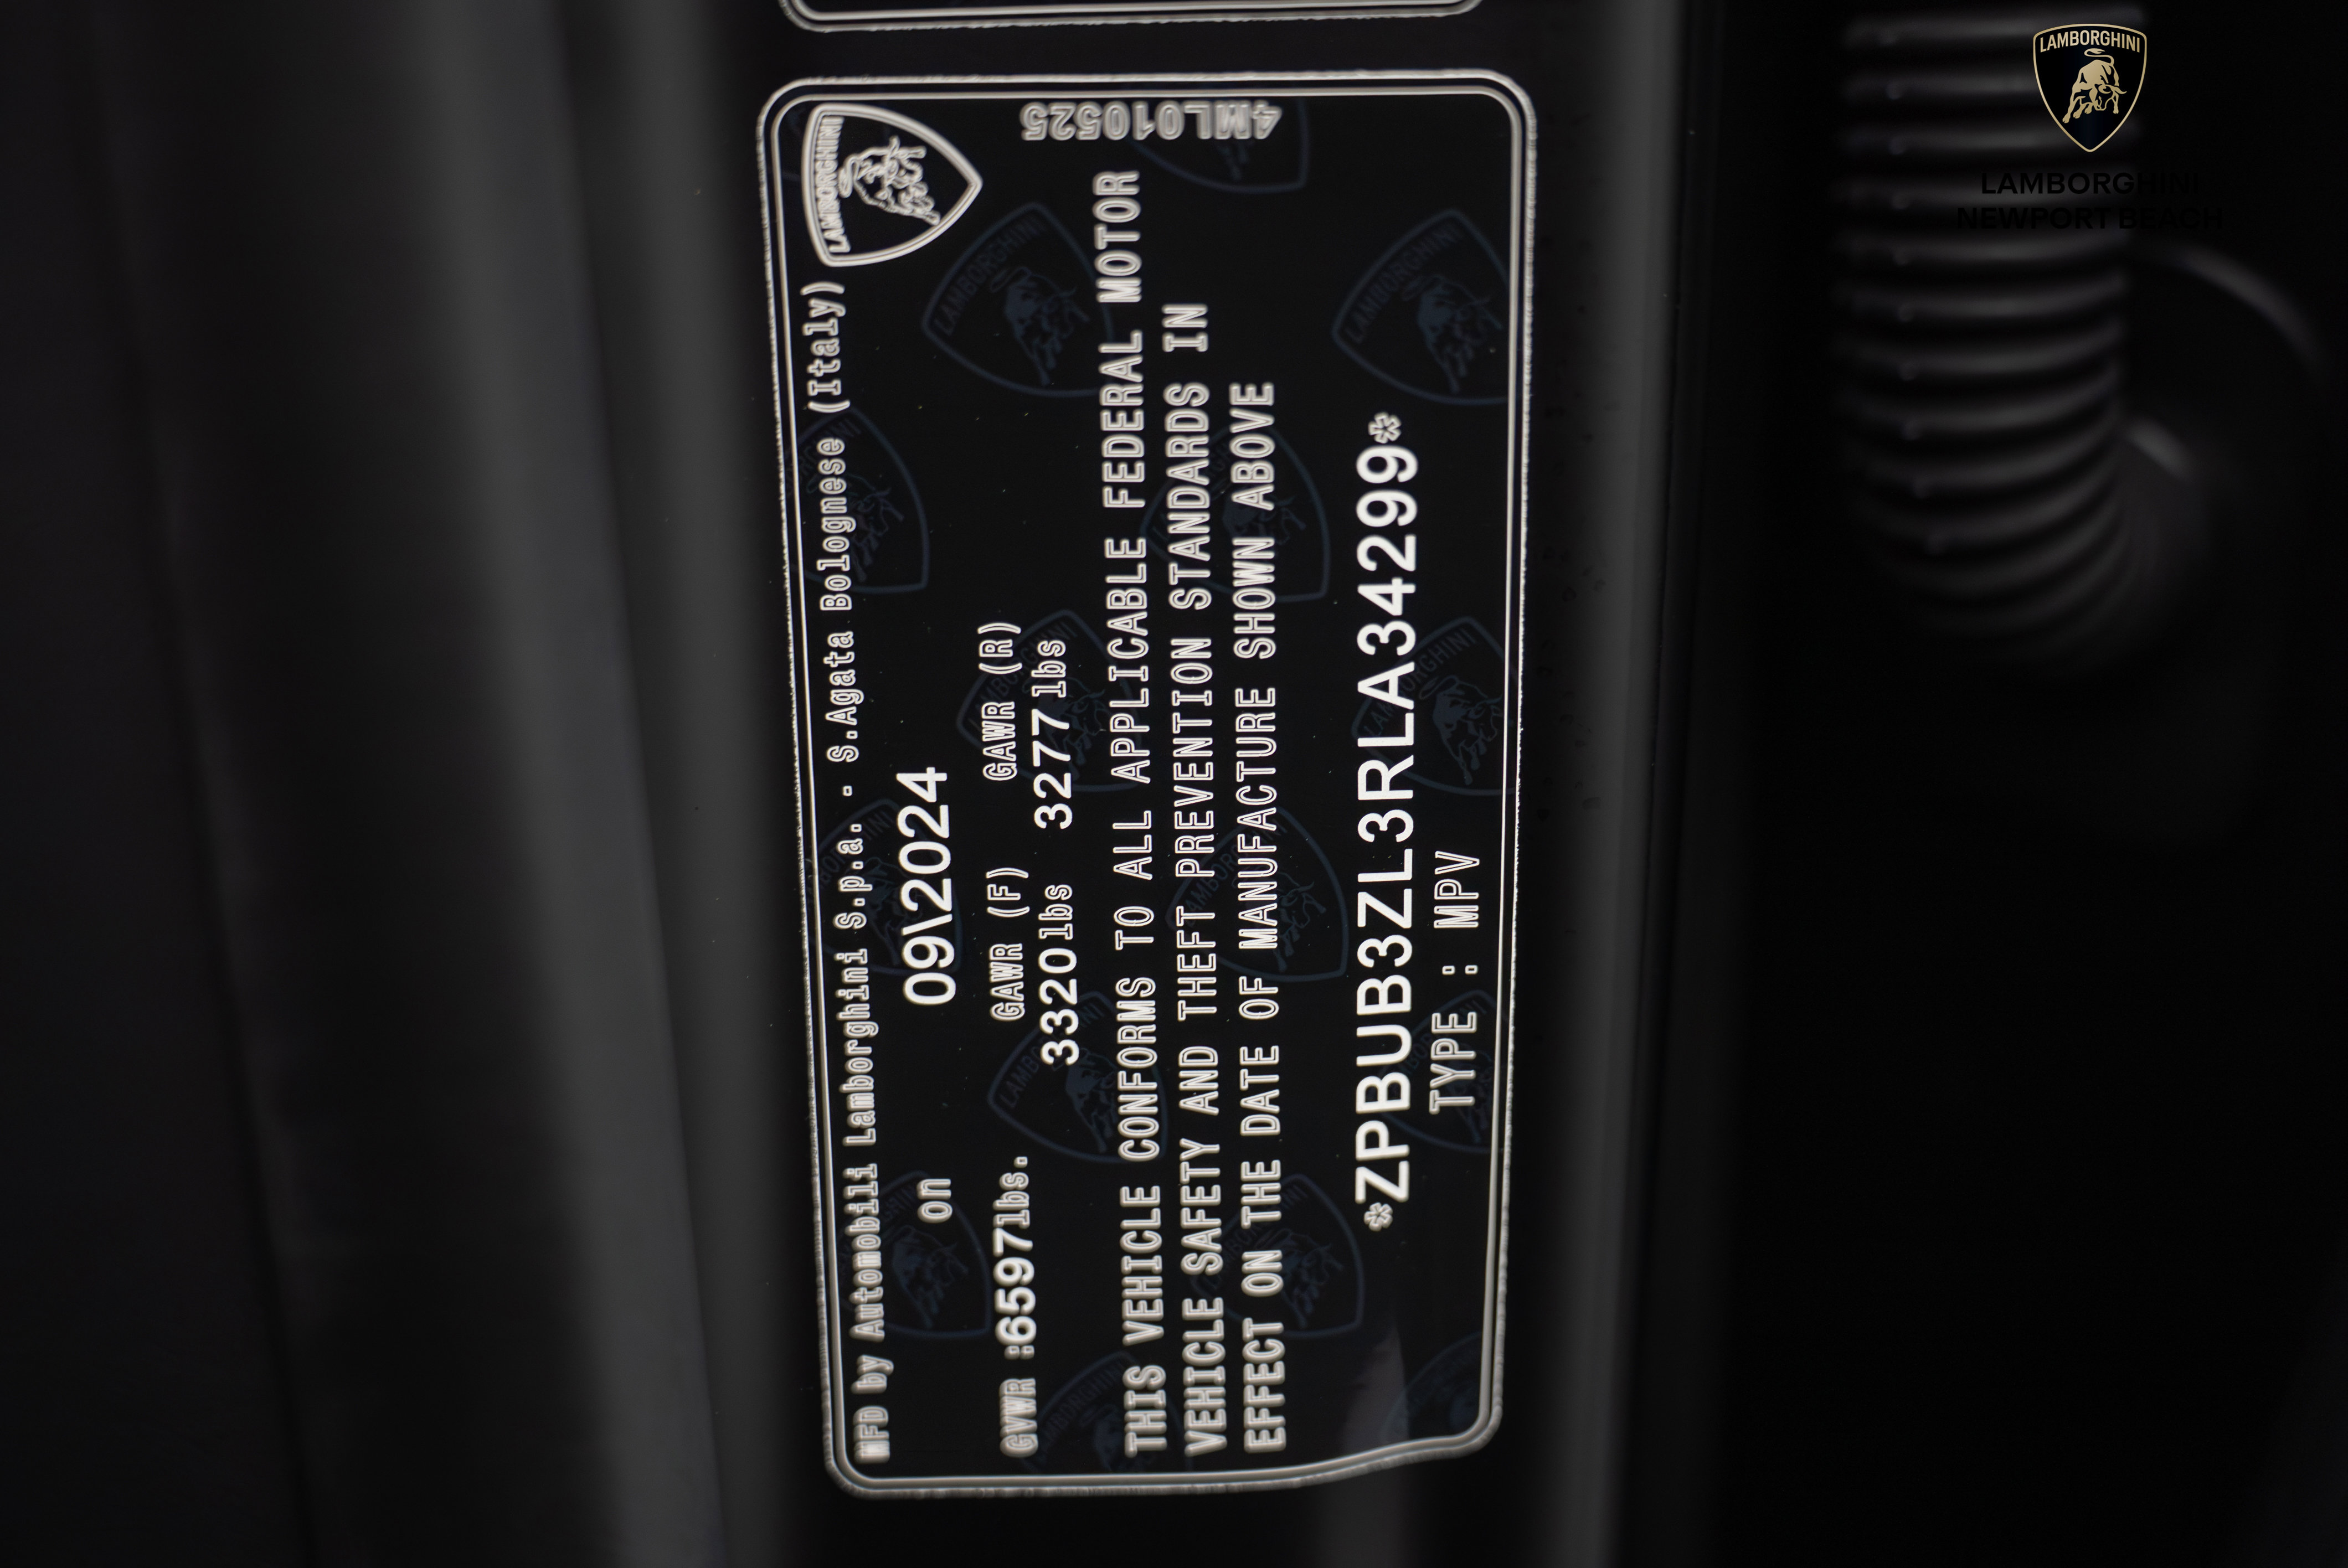 LAMBORGHINI
MFD by Automobili Lamborghini S.p.a. - S.Agata Bolognese (Italy)
on 09\2024
GVWR :6597lbs. GAWR (F) GAWR (R)
3320lbs 3277lbs
4ML010525
THIS VEHICLE CONFORMS TO ALL APPLICABLE FEDERAL MOTOR
VEHICLE SAFETY AND THEFT PREVENTION STANDARDS IN
EFFECT ON THE DATE OF MANUFACTURE SHOWN ABOVE
*ZPBUB3ZL3RLA34299*
TYPE : MPV
LAMBORGHINI
LAMBORGHINI
NEWPORT BEACH